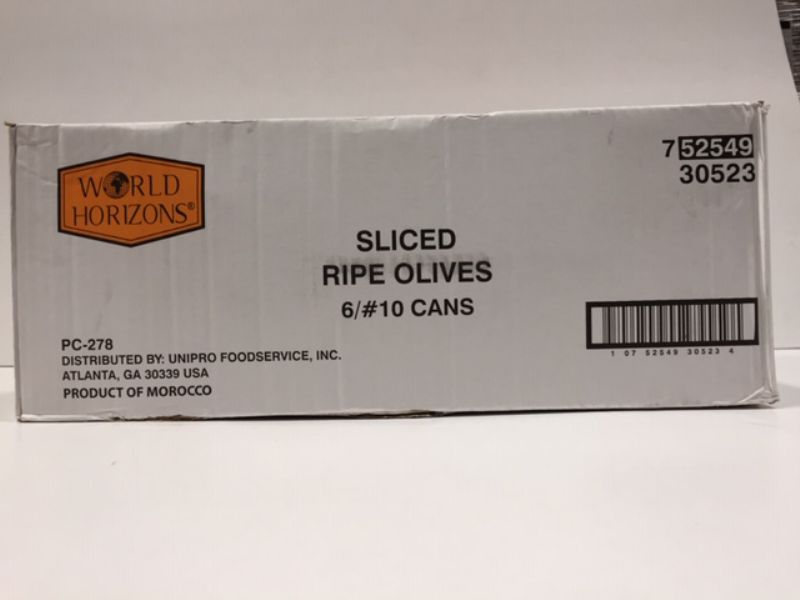 WORLD
HORIZONS®
7 52549
30523
SLICED
RIPE OLIVES
6/#10 CANS
1 07 52549 30523 4
PC-278
DISTRIBUTED BY: UNIPRO FOODSERVICE, INC.
ATLANTA, GA 30339 USA
PRODUCT OF MOROCCO